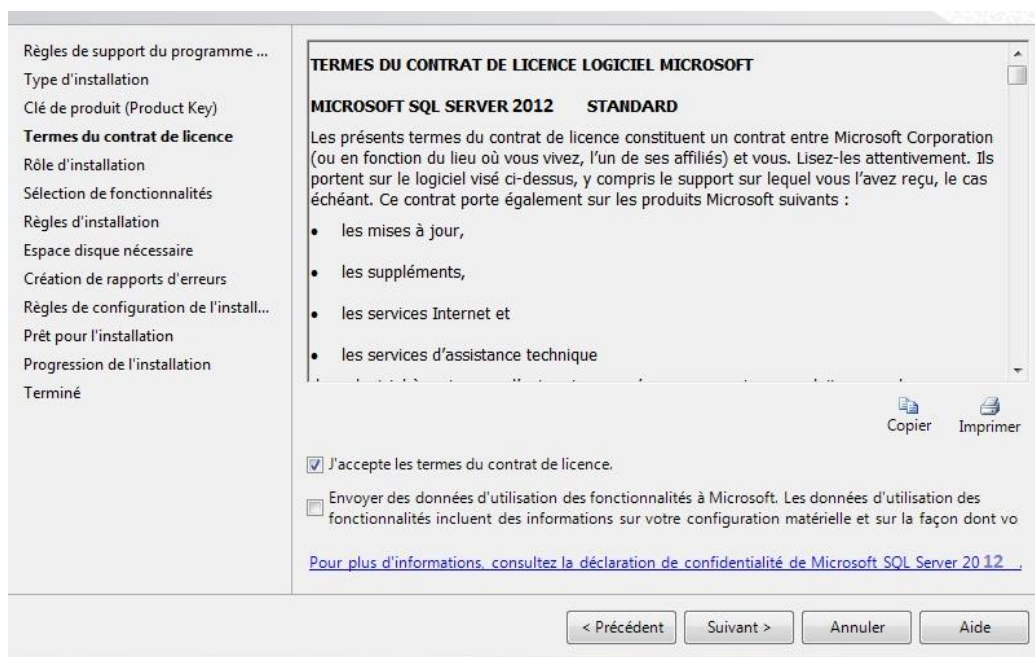 Règles de support du programme ...
Type d'installation
Clé de produit (Product Key)
Termes du contrat de licence
Rôle d'installation
Sélection de fonctionnalités
Règles d'installation
Espace disque nécessaire
Création de rapports d'erreurs
Règles de configuration de l'install...
Prêt pour l'installation
Progression de l'installation
Terminé
TERMES DU CONTRAT DE LICENCE LOGICIEL MICROSOFT
MICROSOFT SQL SERVER 2012 STANDARD
Les présents termes du contrat de licence constituent un contrat entre Microsoft Corporation
(ou en fonction du lieu où vous vivez, l'un de ses affiliés) et vous. Lisez-les attentivement. Ils
portent sur le logiciel visé ci-dessus, y compris le support sur lequel vous l'avez reçu, le cas
échéant. Ce contrat porte également sur les produits Microsoft suivants :
• les mises à jour,
• les suppléments,
• les services Internet et
• les services d'assistance technique
Copier Imprimer
J'accepte les termes du contrat de licence.
Envoyer des données d'utilisation des fonctionnalités à Microsoft. Les données d'utilisation des
fonctionnalités incluent des informations sur votre configuration matérielle et sur la façon dont vo
Pour plus d'informations, consultez la déclaration de confidentialité de Microsoft SQL Server 2012 .
< Précédent Suivant > Annuler Aide